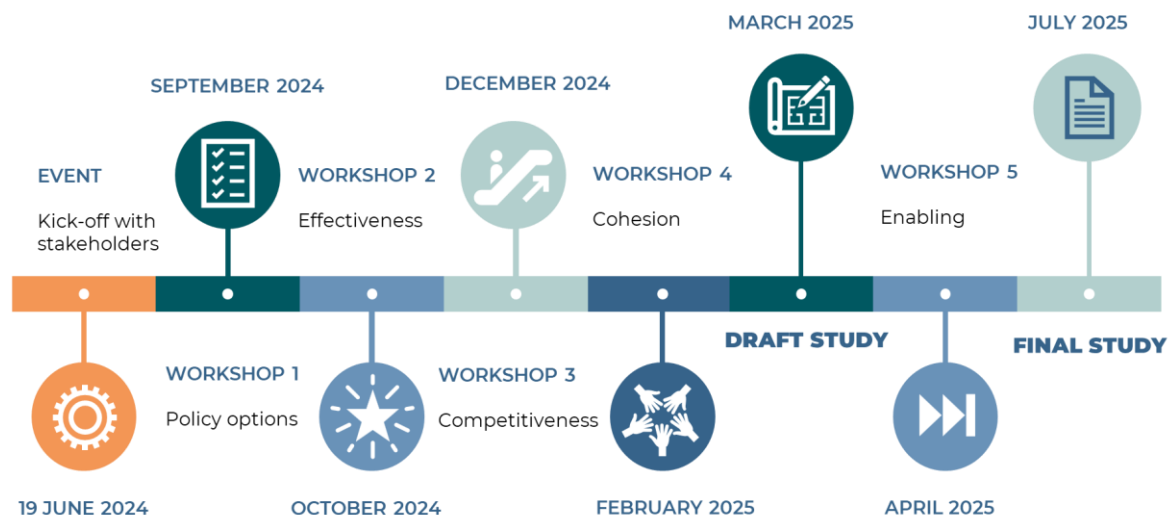 EVENT
Kick-off with
stakeholders
19 JUNE 2024
SEPTEMBER 2024
WORKSHOP 1
Policy options
WORKSHOP 2
Effectiveness
OCTOBER 2024
DECEMBER 2024
WORKSHOP 3
Competitiveness
WORKSHOP 4
Cohesion
FEBRUARY 2025
MARCH 2025
DRAFT STUDY
WORKSHOP 5
Enabling
APRIL 2025
JULY 2025
FINAL STUDY